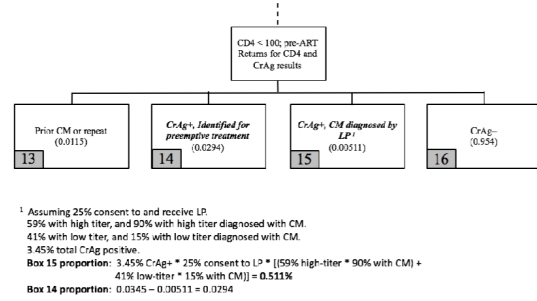 CD4 < 100; pre-ART
Returns for CD4 and
CrAg results
Prior CM or repeat
(0.0115)
13
CrAg+, Identified for
preemptive treatment
(0.0294)
14
CrAg+, CM diagnosed by
LP¹
(0.00511)
15
CrAg–
(0.954)
16
¹ Assuming 25% consent to and receive LP.
59% with high titer, and 90% with high titer diagnosed with CM.
41% with low titer, and 15% with low titer diagnosed with CM.
3.45% total CrAg positive.
Box 15 proportion: 3.45% CrAg+ * 25% consent to LP * [(59% high-titer * 90% with CM) +
41% low-titer * 15% with CM)] = 0.511%
Box 14 proportion: 0.0345 – 0.00511 = 0.0294